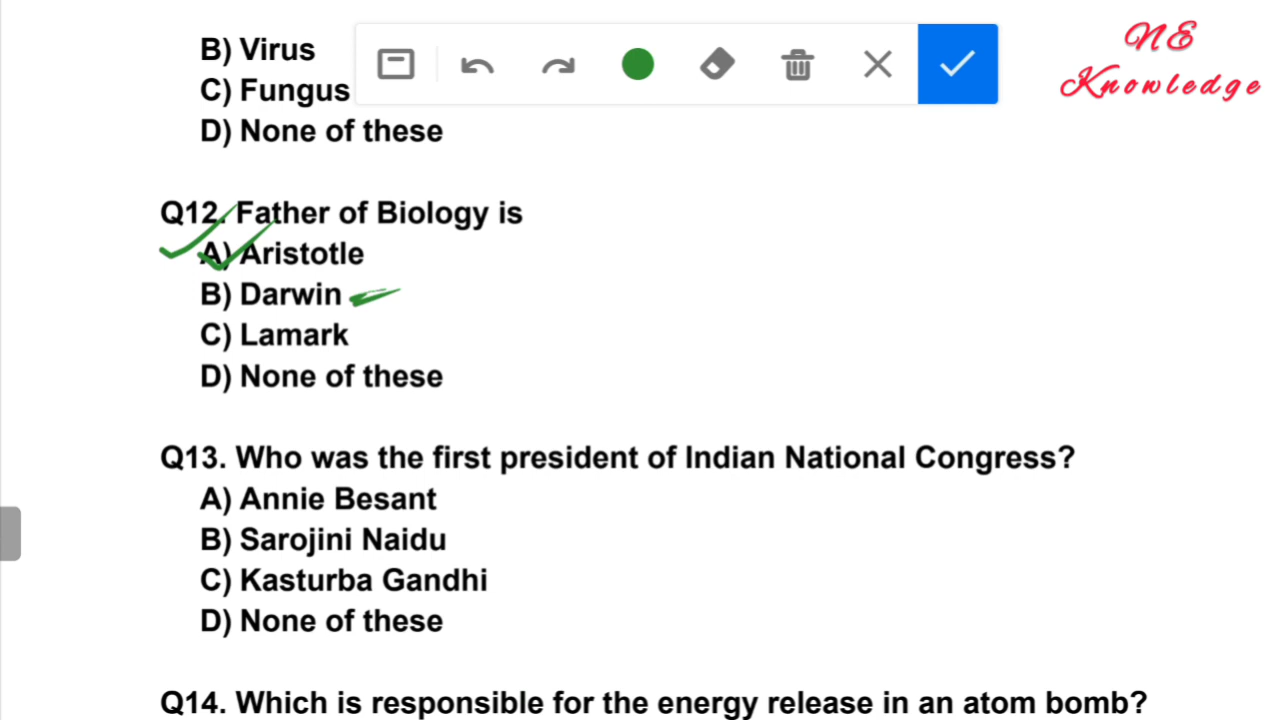 B) Virus
C) Fungus
D) None of these
NE
Knowledge
Q12. Father of Biology is
A) Aristotle
B) Darwin
C) Lamark
D) None of these
Q13. Who was the first president of Indian National Congress?
A) Annie Besant
B) Sarojini Naidu
C) Kasturba Gandhi
D) None of these
Q14. Which is responsible for the energy release in an atom bomb?